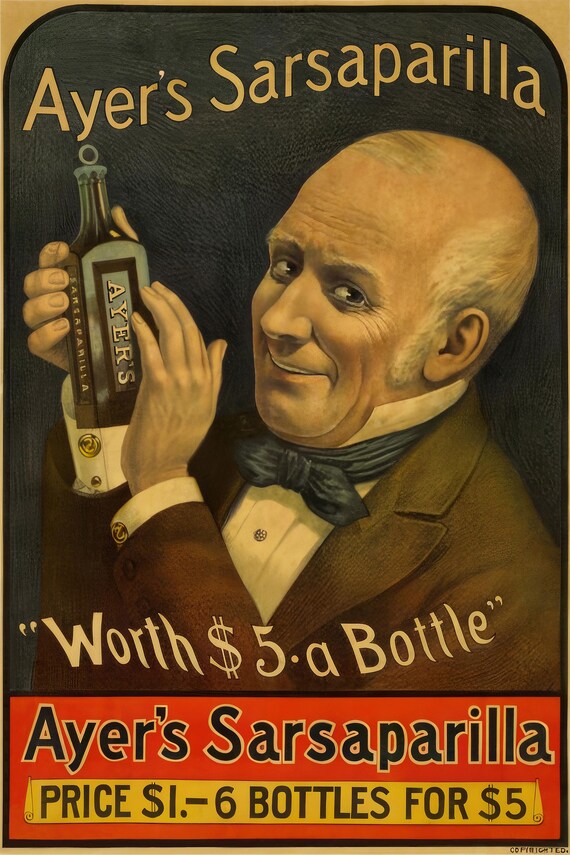 Ayer's Sarsaparilla
SARSAPARILLA
AYER'S
"Worth $5.a Bottle"
Ayer's Sarsaparilla
PRICE $1.– 6 BOTTLES FOR $5
COPYRIGHTED.